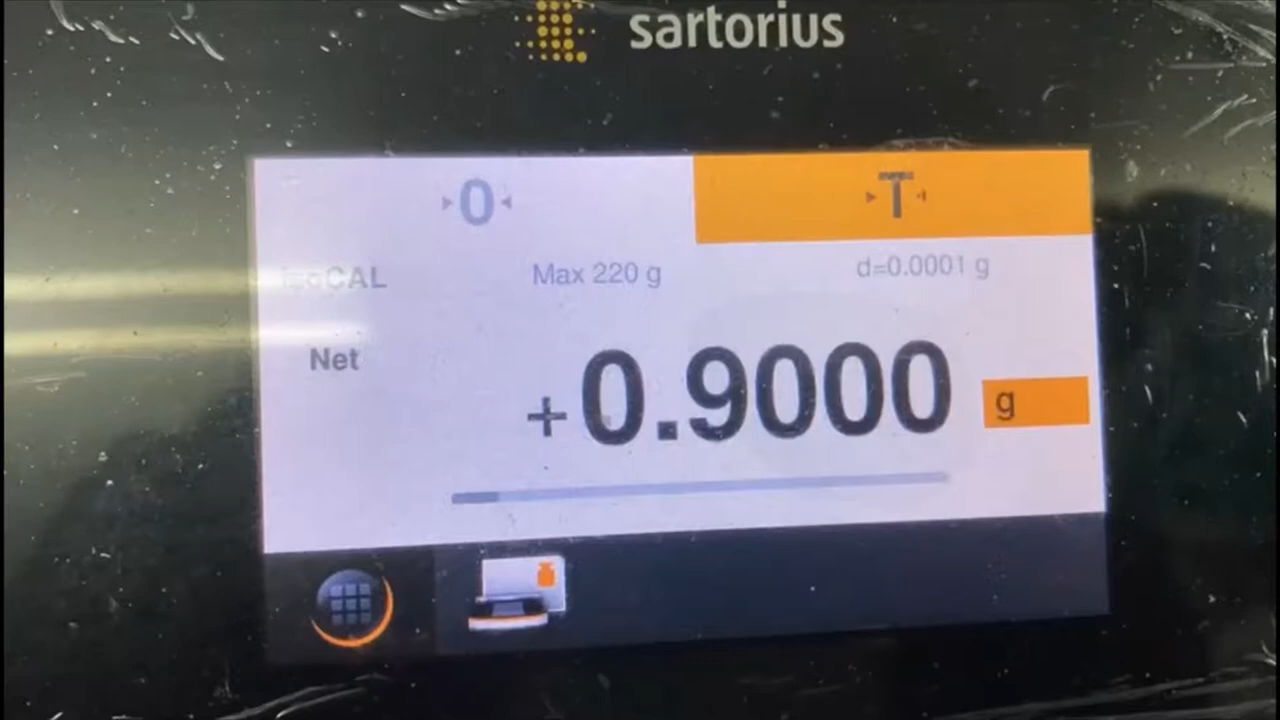 sartorius
0
T
isoCAL
Max 220 g
d=0.0001 g
Net
+0.9000
g